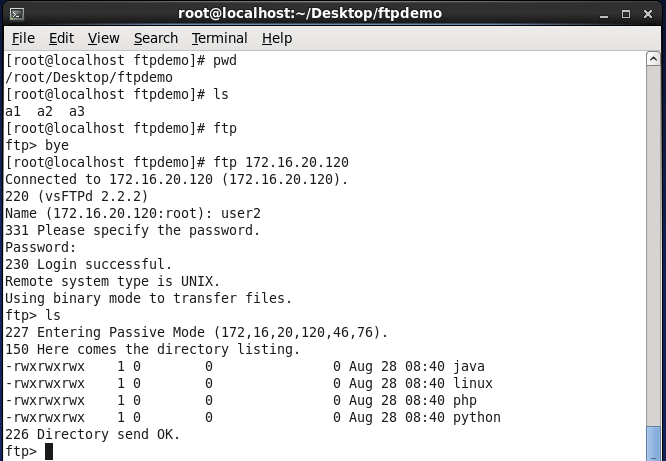 root@localhost:~/Desktop/ftpdemo
File Edit View Search Terminal Help
[root@localhost ftpdemo]# pwd
/root/Desktop/ftpdemo
[root@localhost ftpdemo]# ls
a1  a2  a3
[root@localhost ftpdemo]# ftp
ftp> bye
[root@localhost ftpdemo]# ftp 172.16.20.120
Connected to 172.16.20.120 (172.16.20.120).
220 (vsFTPd 2.2.2)
Name (172.16.20.120:root): user2
331 Please specify the password.
Password:
230 Login successful.
Remote system type is UNIX.
Using binary mode to transfer files.
ftp> ls
227 Entering Passive Mode (172,16,20,120,46,76).
150 Here comes the directory listing.
-rwxrwxrwx    1 0        0               0 Aug 28 08:40 java
-rwxrwxrwx    1 0        0               0 Aug 28 08:40 linux
-rwxrwxrwx    1 0        0               0 Aug 28 08:40 php
-rwxrwxrwx    1 0        0               0 Aug 28 08:40 python
226 Directory send OK.
ftp>